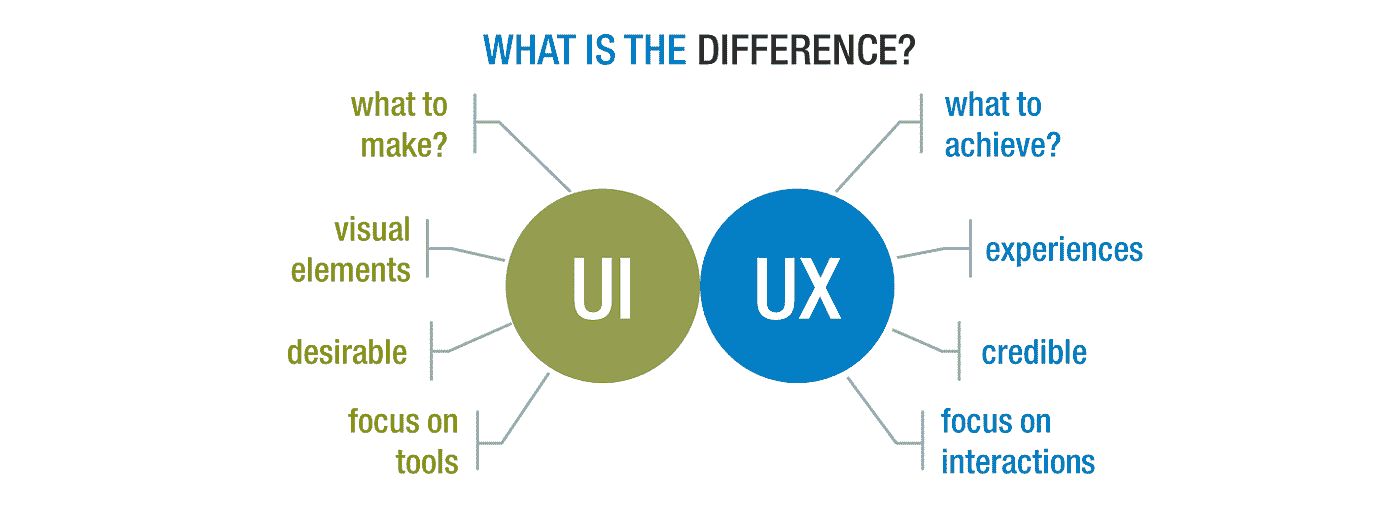 WHAT IS THE DIFFERENCE?
what to
make?
visual
elements
desirable
focus on
tools
UI
UX
what to
achieve?
experiences
credible
focus on
interactions